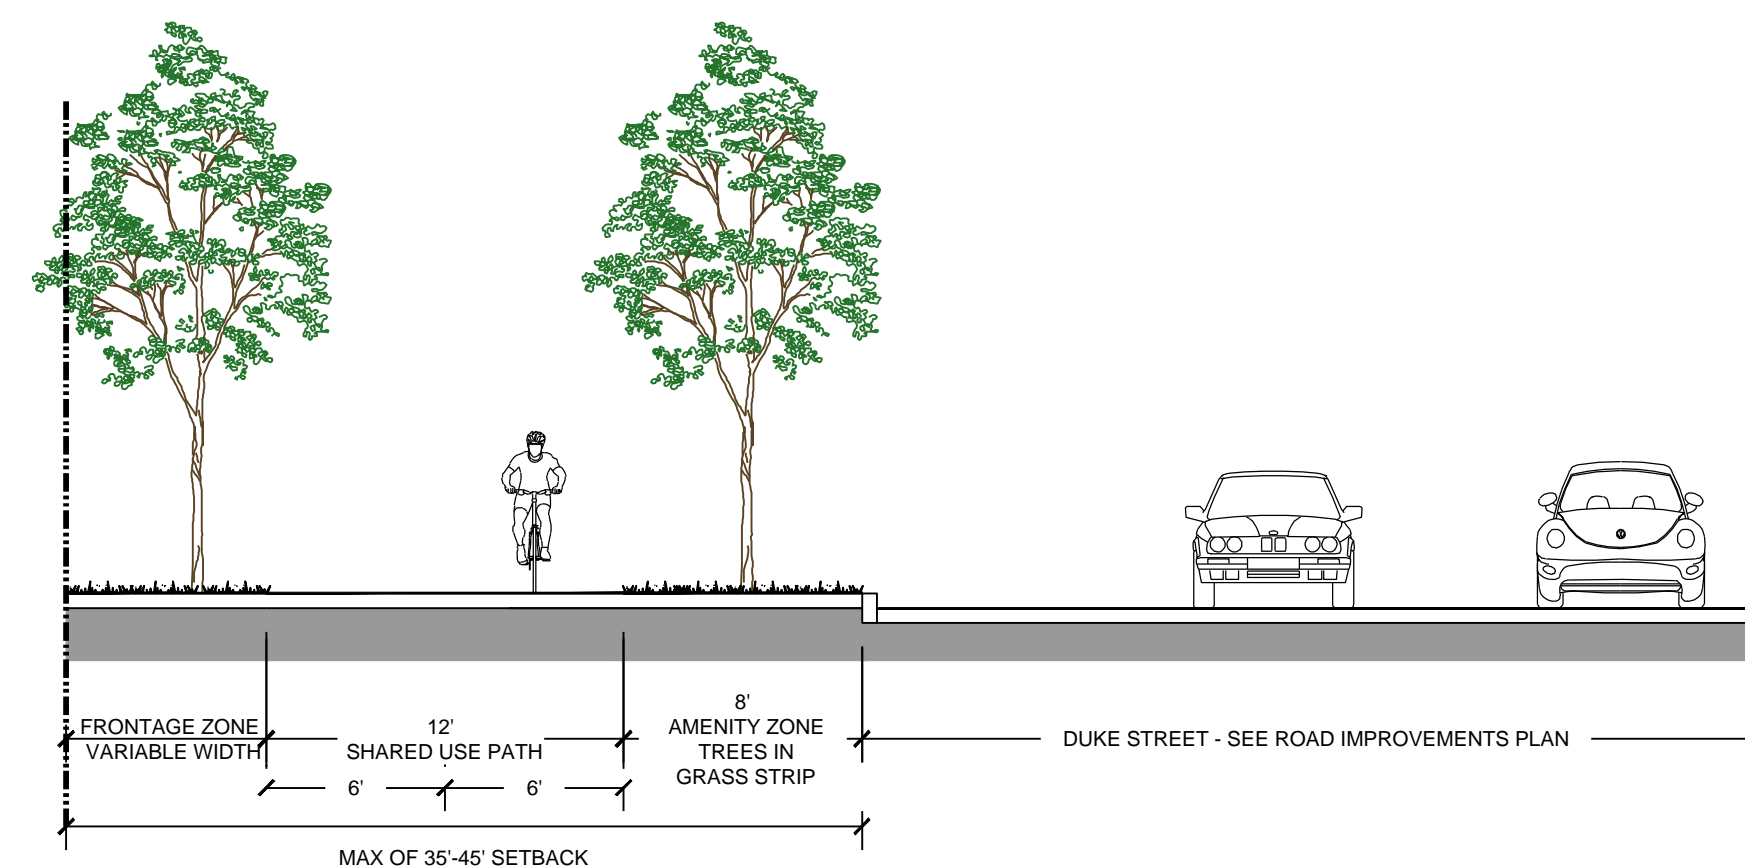 FRONTAGE ZONE
VARIABLE WIDTH
12'
SHARED USE PATH
8'
AMENITY ZONE
TREES IN
GRASS STRIP
DUKE STREET - SEE ROAD IMPROVEMENTS PLAN
6'
6'
MAX OF 35'-45' SETBACK